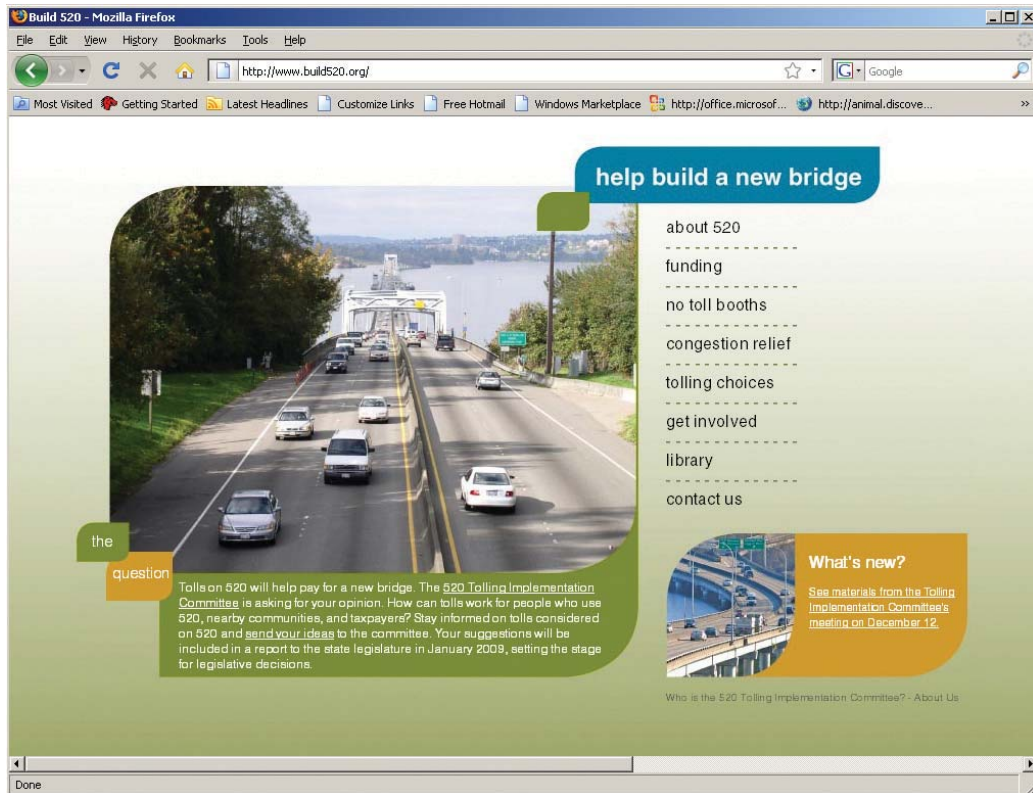 Build 520 - Mozilla Firefox
File Edit View History Bookmarks Tools Help
http://www.build520.org/
G Google
Most Visited Getting Started Latest Headlines Customize Links Free Hotmail Windows Marketplace http://office.microsof... http://animal.discove... »
help build a new bridge
about 520
funding
no toll booths
congestion relief
tolling choices
get involved
library
contact us
the
question
Tolls on 520 will help pay for a new bridge. The 520 Tolling Implementation
Committee is asking for your opinion. How can tolls work for people who use
520, nearby communities, and taxpayers? Stay informed on tolls considered
on 520 and send your ideas to the committee. Your suggestions will be
included in a report to the state legislature in January 2009, setting the stage
for legislative decisions.
What's new?
See materials from the Tolling
Implementation Committee's
meeting on December 12.
Who is the 520 Tolling Implementation Committee? - About Us
Done